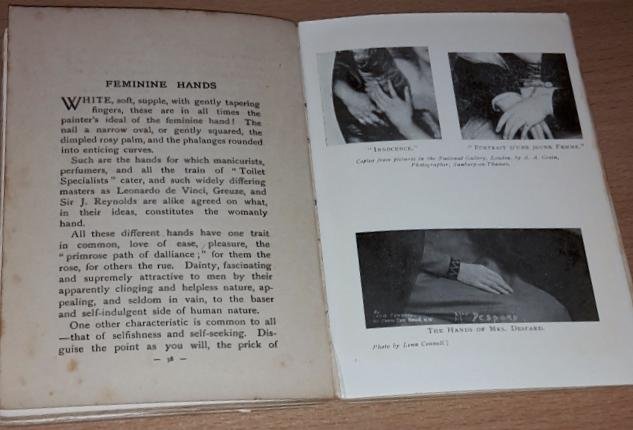 FEMININE HANDS
WHITE, soft, supple, with gently tapering
fingers, these are in all times the
painter's ideal of the feminine hand! The
nail a narrow oval, or gently squared, the
dimpled rosy palm, and the phalanges rounded
into enticing curves.
Such are the hands for which manicurists,
perfumers, and all the train of "Toilet
Specialists" cater, and such widely differing
masters as Leonardo de Vinci, Greuze, and
Sir J. Reynolds are alike agreed on what,
in their ideas, constitutes the womanly
hand.
All these different hands have one trait
in common, love of ease, pleasure, the
"primrose path of dalliance;" for them the
rose, for others the rue. Dainty, fascinating
and supremely attractive to men by their
apparently clinging and helpless nature, ap-
pealing, and seldom in vain, to the baser
and self-indulgent side of human nature.
One other characteristic is common to all
—that of selfishness and self-seeking. Dis-
guise the point as you will, the prick of
— 38 —
"INNOCENCE."
"PORTRAIT D'UNE JEUNE FEMME."
Copies from pictures in the National Gallery, London, by
Photographer, Sunbury-on-Thames.
Mrs Despard
THE HANDS OF MRS. DESPARD.
Photo by Lena Connell]